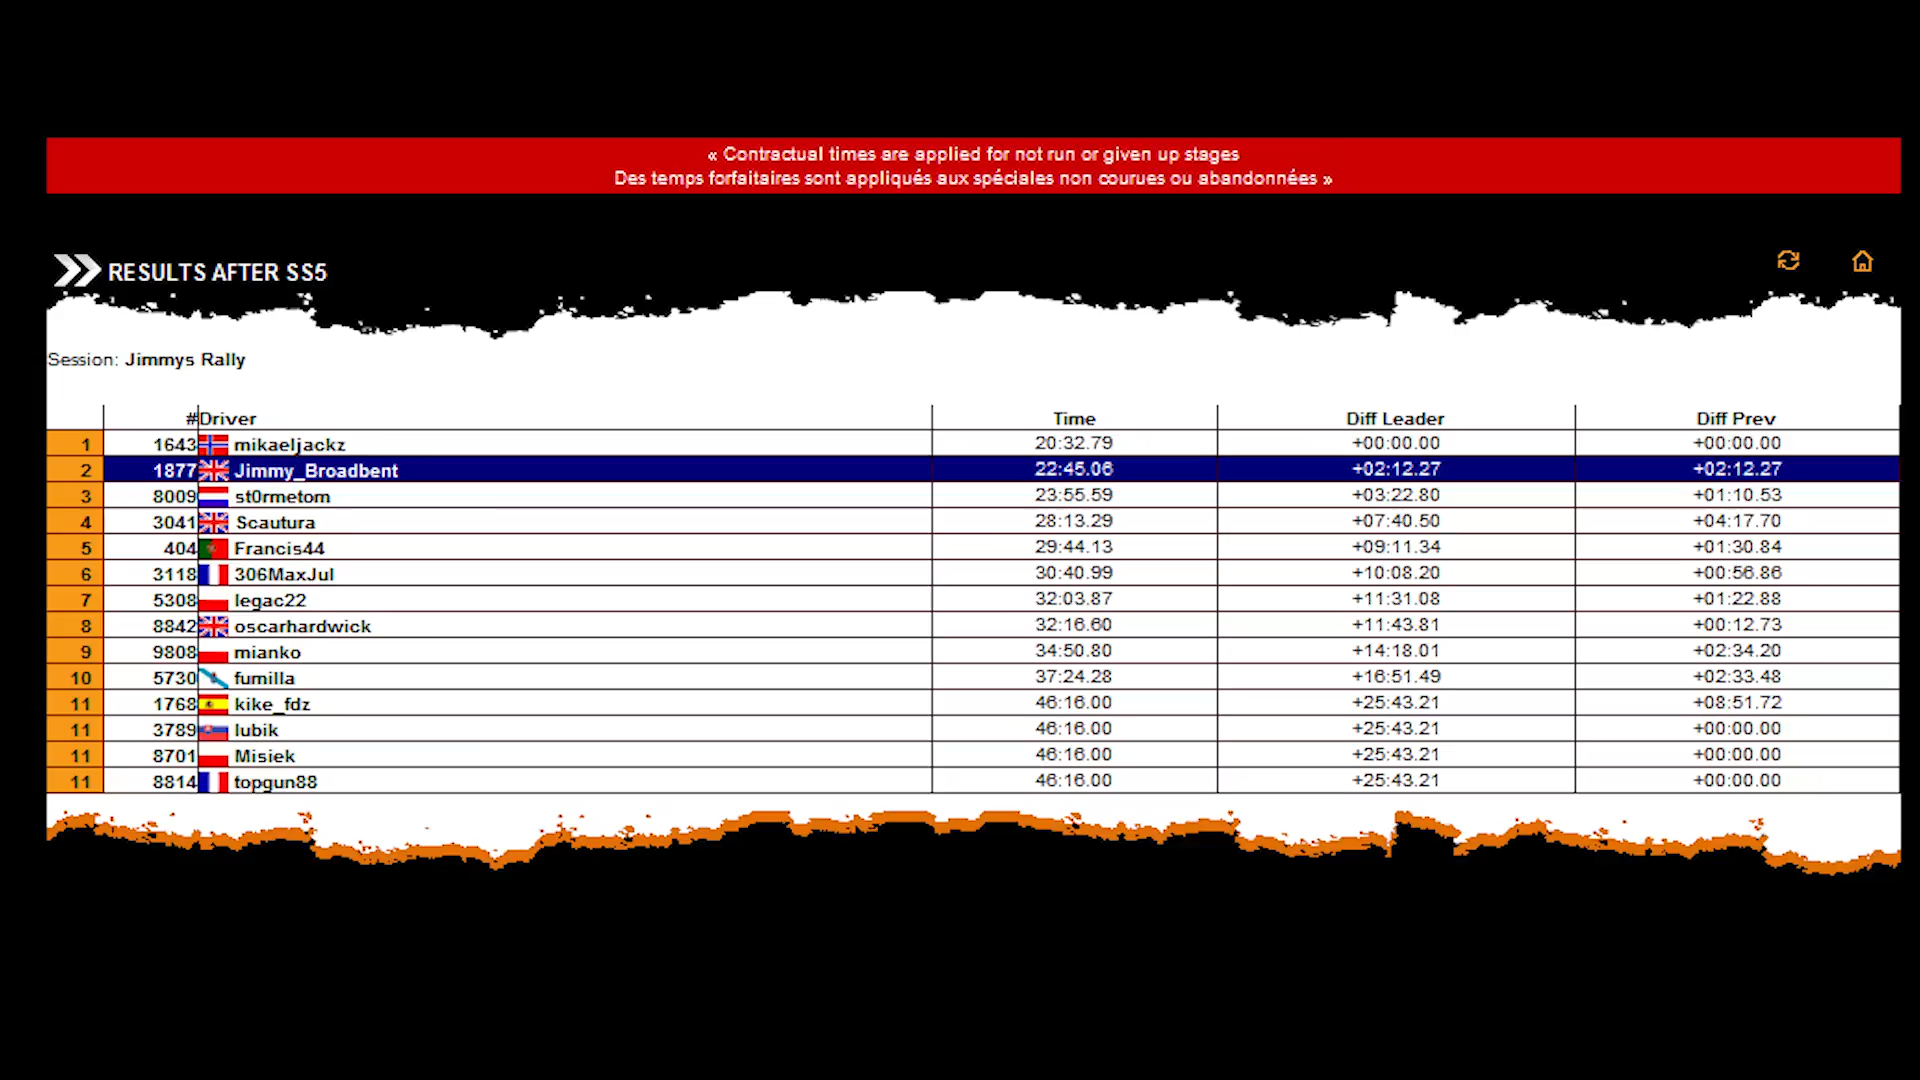 « Contractual times are applied for not run or given up stages
Des temps forfaitaires sont appliqués aux spéciales non courues ou abandonnées »
RESULTS AFTER SS5
Session: Jimmys Rally
# Driver Time Diff Leader Diff Prev
1 1643 mikaeljackz 20:32.79 +00:00.00 +00:00.00
2 1877 Jimmy_Broadbent 22:45.06 +02:12.27 +02:12.27
3 8009 st0rmetom 23:55.59 +03:22.80 +01:10.53
4 3041 Scautura 28:13.29 +07:40.50 +04:17.70
5 404 Francis44 29:44.13 +09:11.34 +01:30.84
6 3118 306MaxJul 30:40.99 +10:08.20 +00:56.86
7 5308 legac22 32:03.87 +11:31.08 +01:22.88
8 8842 oscarhardwick 32:16.60 +11:43.81 +00:12.73
9 9808 mianko 34:50.80 +14:18.01 +02:34.20
10 5730 fumilla 37:24.28 +16:51.49 +02:33.48
11 1768 kike_fdz 46:16.00 +25:43.21 +08:51.72
11 3789 lubik 46:16.00 +25:43.21 +00:00.00
11 8701 Misiek 46:16.00 +25:43.21 +00:00.00
11 8814 topgun88 46:16.00 +25:43.21 +00:00.00